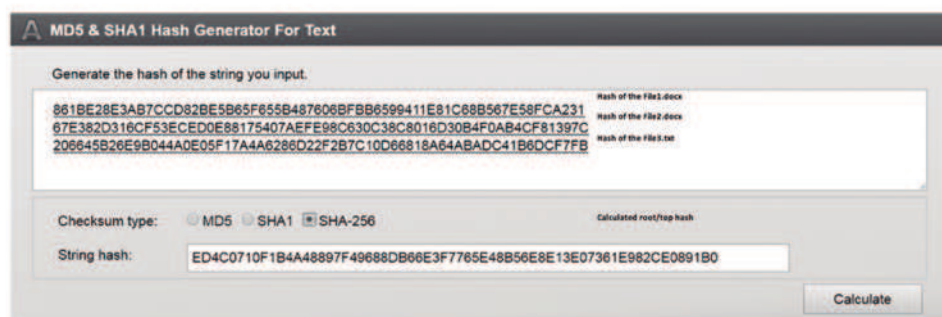 MD5 & SHA1 Hash Generator For Text
Generate the hash of the string you input.
861BE28E3AB7CCD82BE5B65F655B487606BFBB6599411E81C68B567E58FCA231 Hash of the File1.docx
67E382D316CF53ECED0E88175407AEFE98C630C38C8016D30B4F0AB4CF81397C Hash of the File2.docx
206645B26E9B044A0E05F17A4A6286D22F2B7C10D66818A64ABADC41B6DCF7FB Hash of the File3.txt
Checksum type: MD5 SHA1 SHA-256 Calculated root/top hash
String hash: ED4C0710F1B4A48897F49688DB66E3F7765E48B56E8E13E07361E982CE0891B0
Calculate